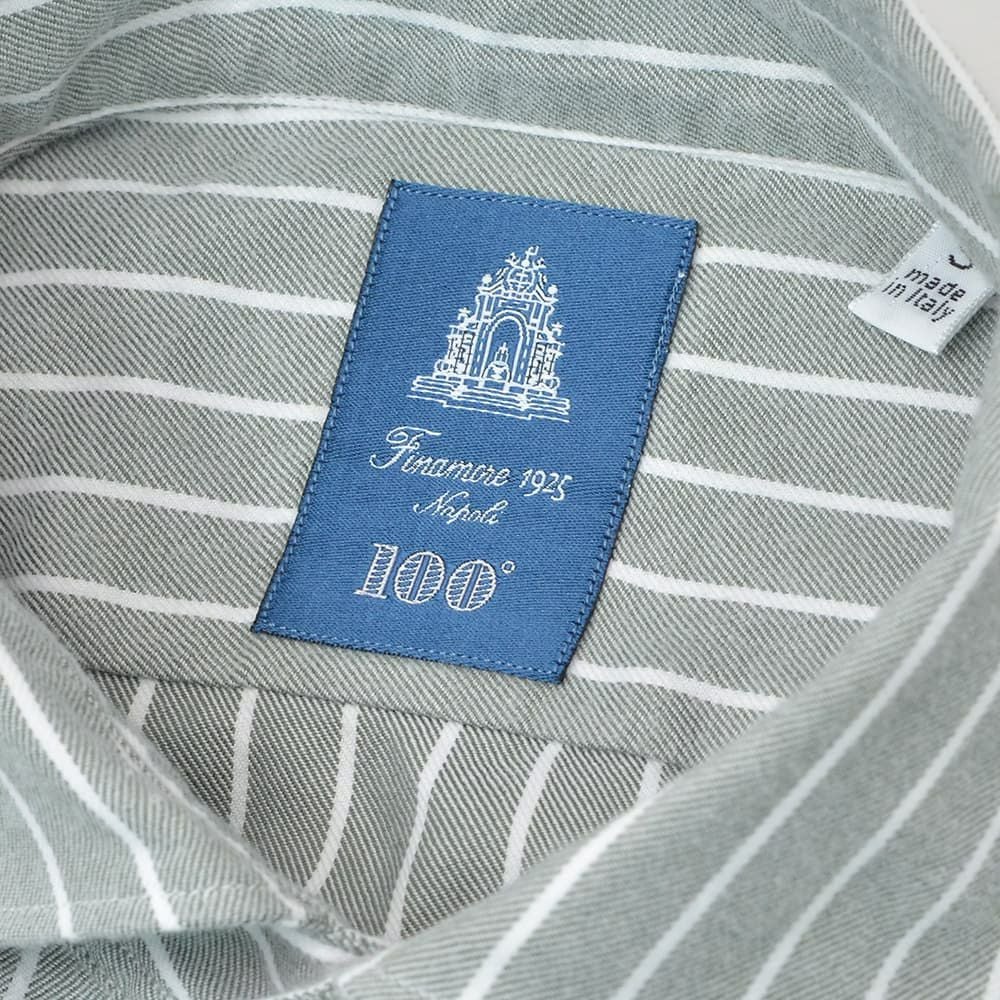 Finamore 1925
Napoli
100°
made
in Italy